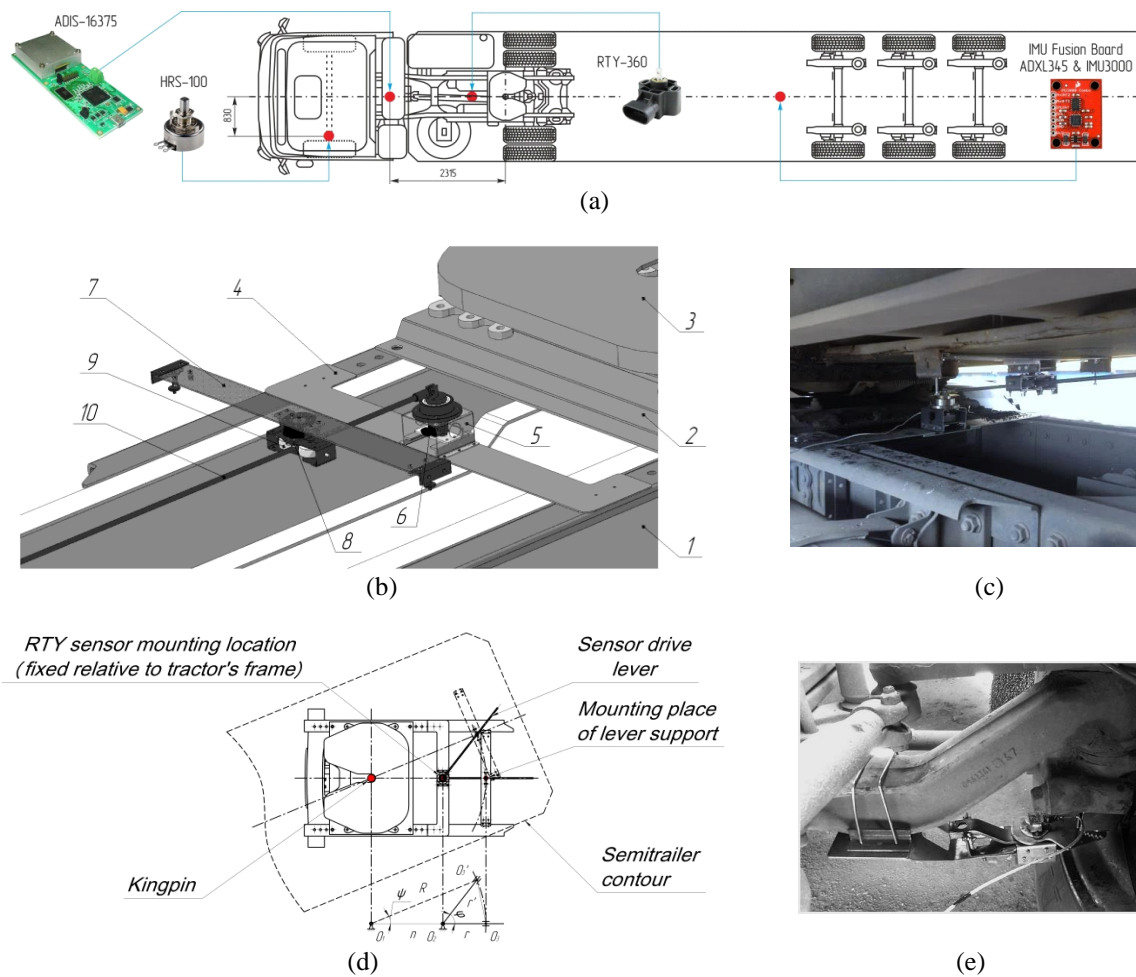 ADIS-16375
HRS-100
830
2315
RTY-360
IMU Fusion Board
ADXL345 & IMU3000
(a)
7
4
3
9
10
5
2
6
8
1
(b)
(c)
RTY sensor mounting location
(fixed relative to tractor's frame)
Sensor drive
lever
Mounting place
of lever support
Kingpin
Semitrailer
contour
ψ
R
O₃'
r'
O₁
n
O₂
r
O₃
(d)
(e)